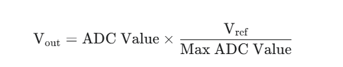 V_out = ADC Value × V_ref / Max ADC Value